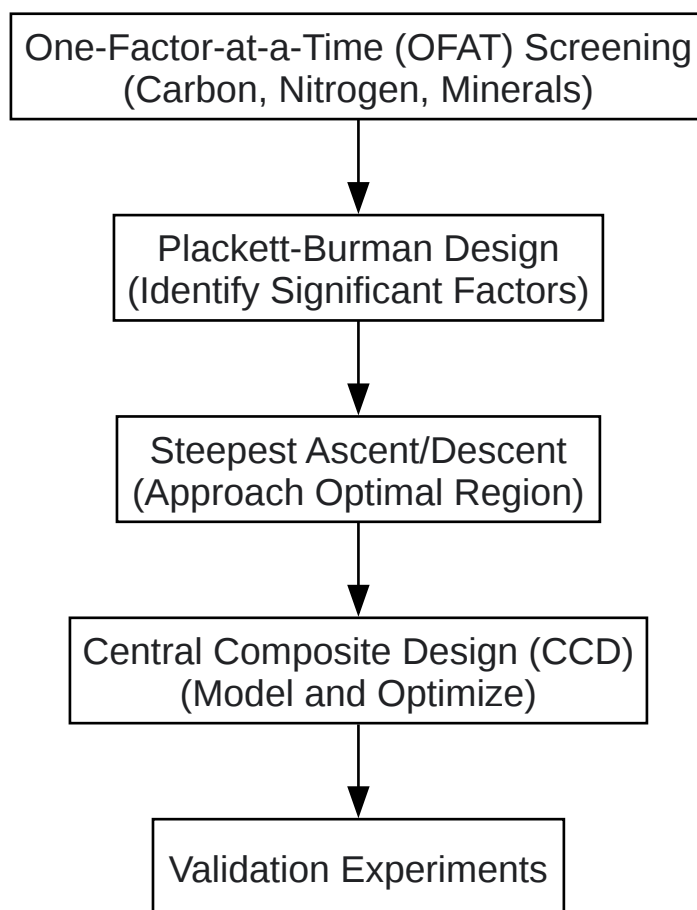 One-Factor-at-a-Time (OFAT) Screening
(Carbon, Nitrogen, Minerals)
Plackett-Burman Design
(Identify Significant Factors)
Steepest Ascent/Descent
(Approach Optimal Region)
Central Composite Design (CCD)
(Model and Optimize)
Validation Experiments